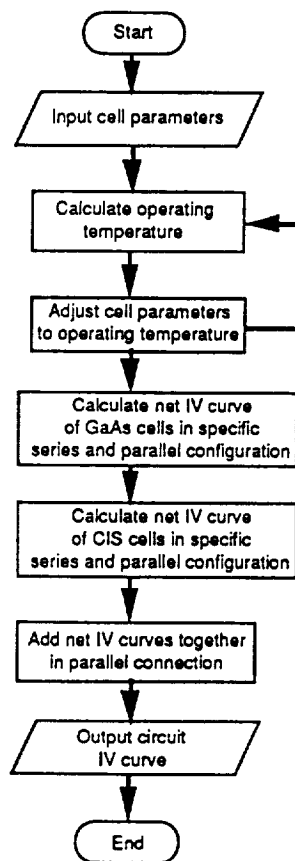 Start
Input cell parameters
Calculate operating
temperature
Adjust cell parameters
to operating temperature
Calculate net IV curve
of GaAs cells in specific
series and parallel configuration
Calculate net IV curve
of CIS cells in specific
series and parallel configuration
Add net IV curves together
in parallel connection
Output circuit
IV curve
End